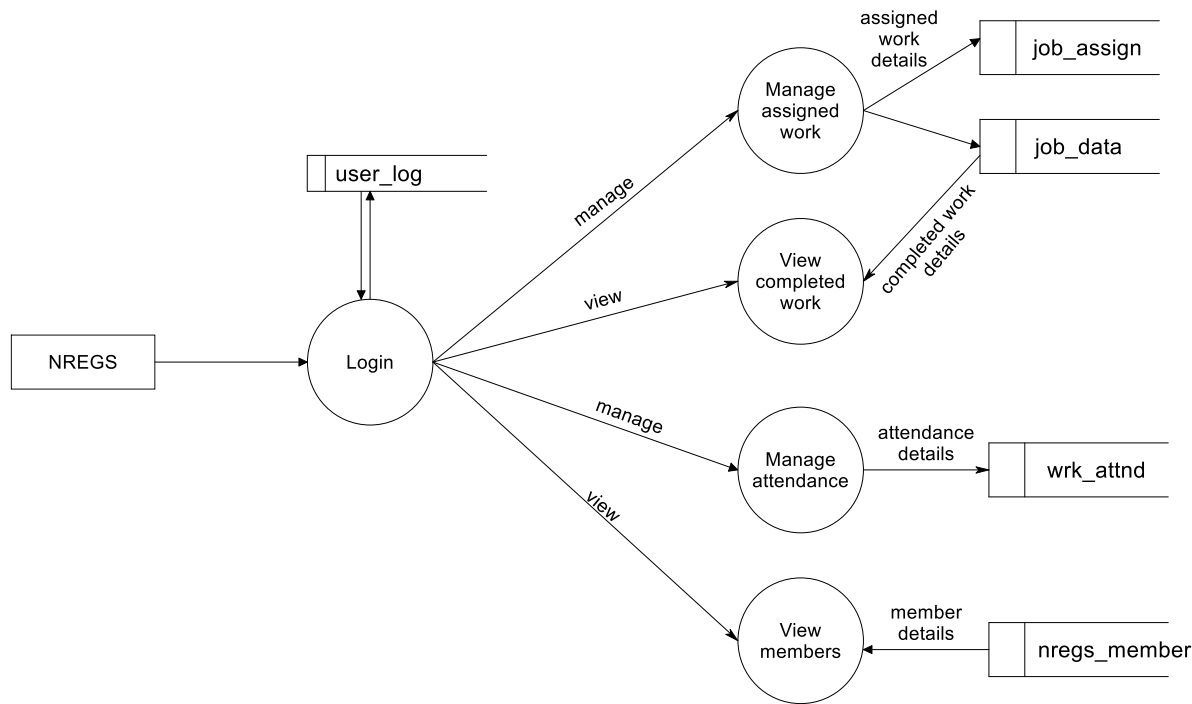 assigned
work
details
job_assign
Manage
assigned
work
job_data
user_log
manage
completed work
details
View
completed
work
view
NREGS
Login
manage
attendance
details
Manage
attendance
wrk_attnd
view
member
details
View
members
nregs_member